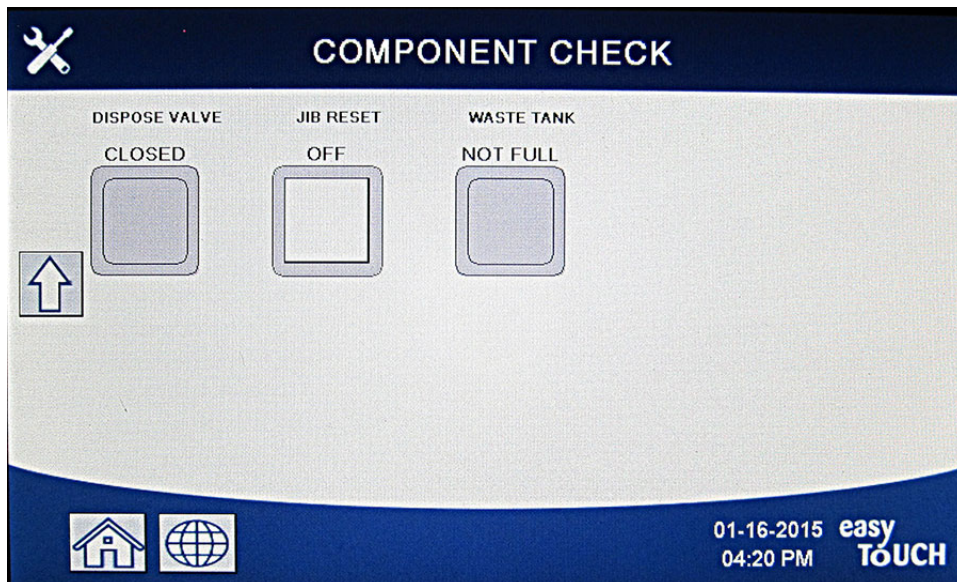 COMPONENT CHECK
DISPOSE VALVE
JIB RESET
WASTE TANK
CLOSED
OFF
NOT FULL
01-16-2015
04:20 PM
easy
TOUCH